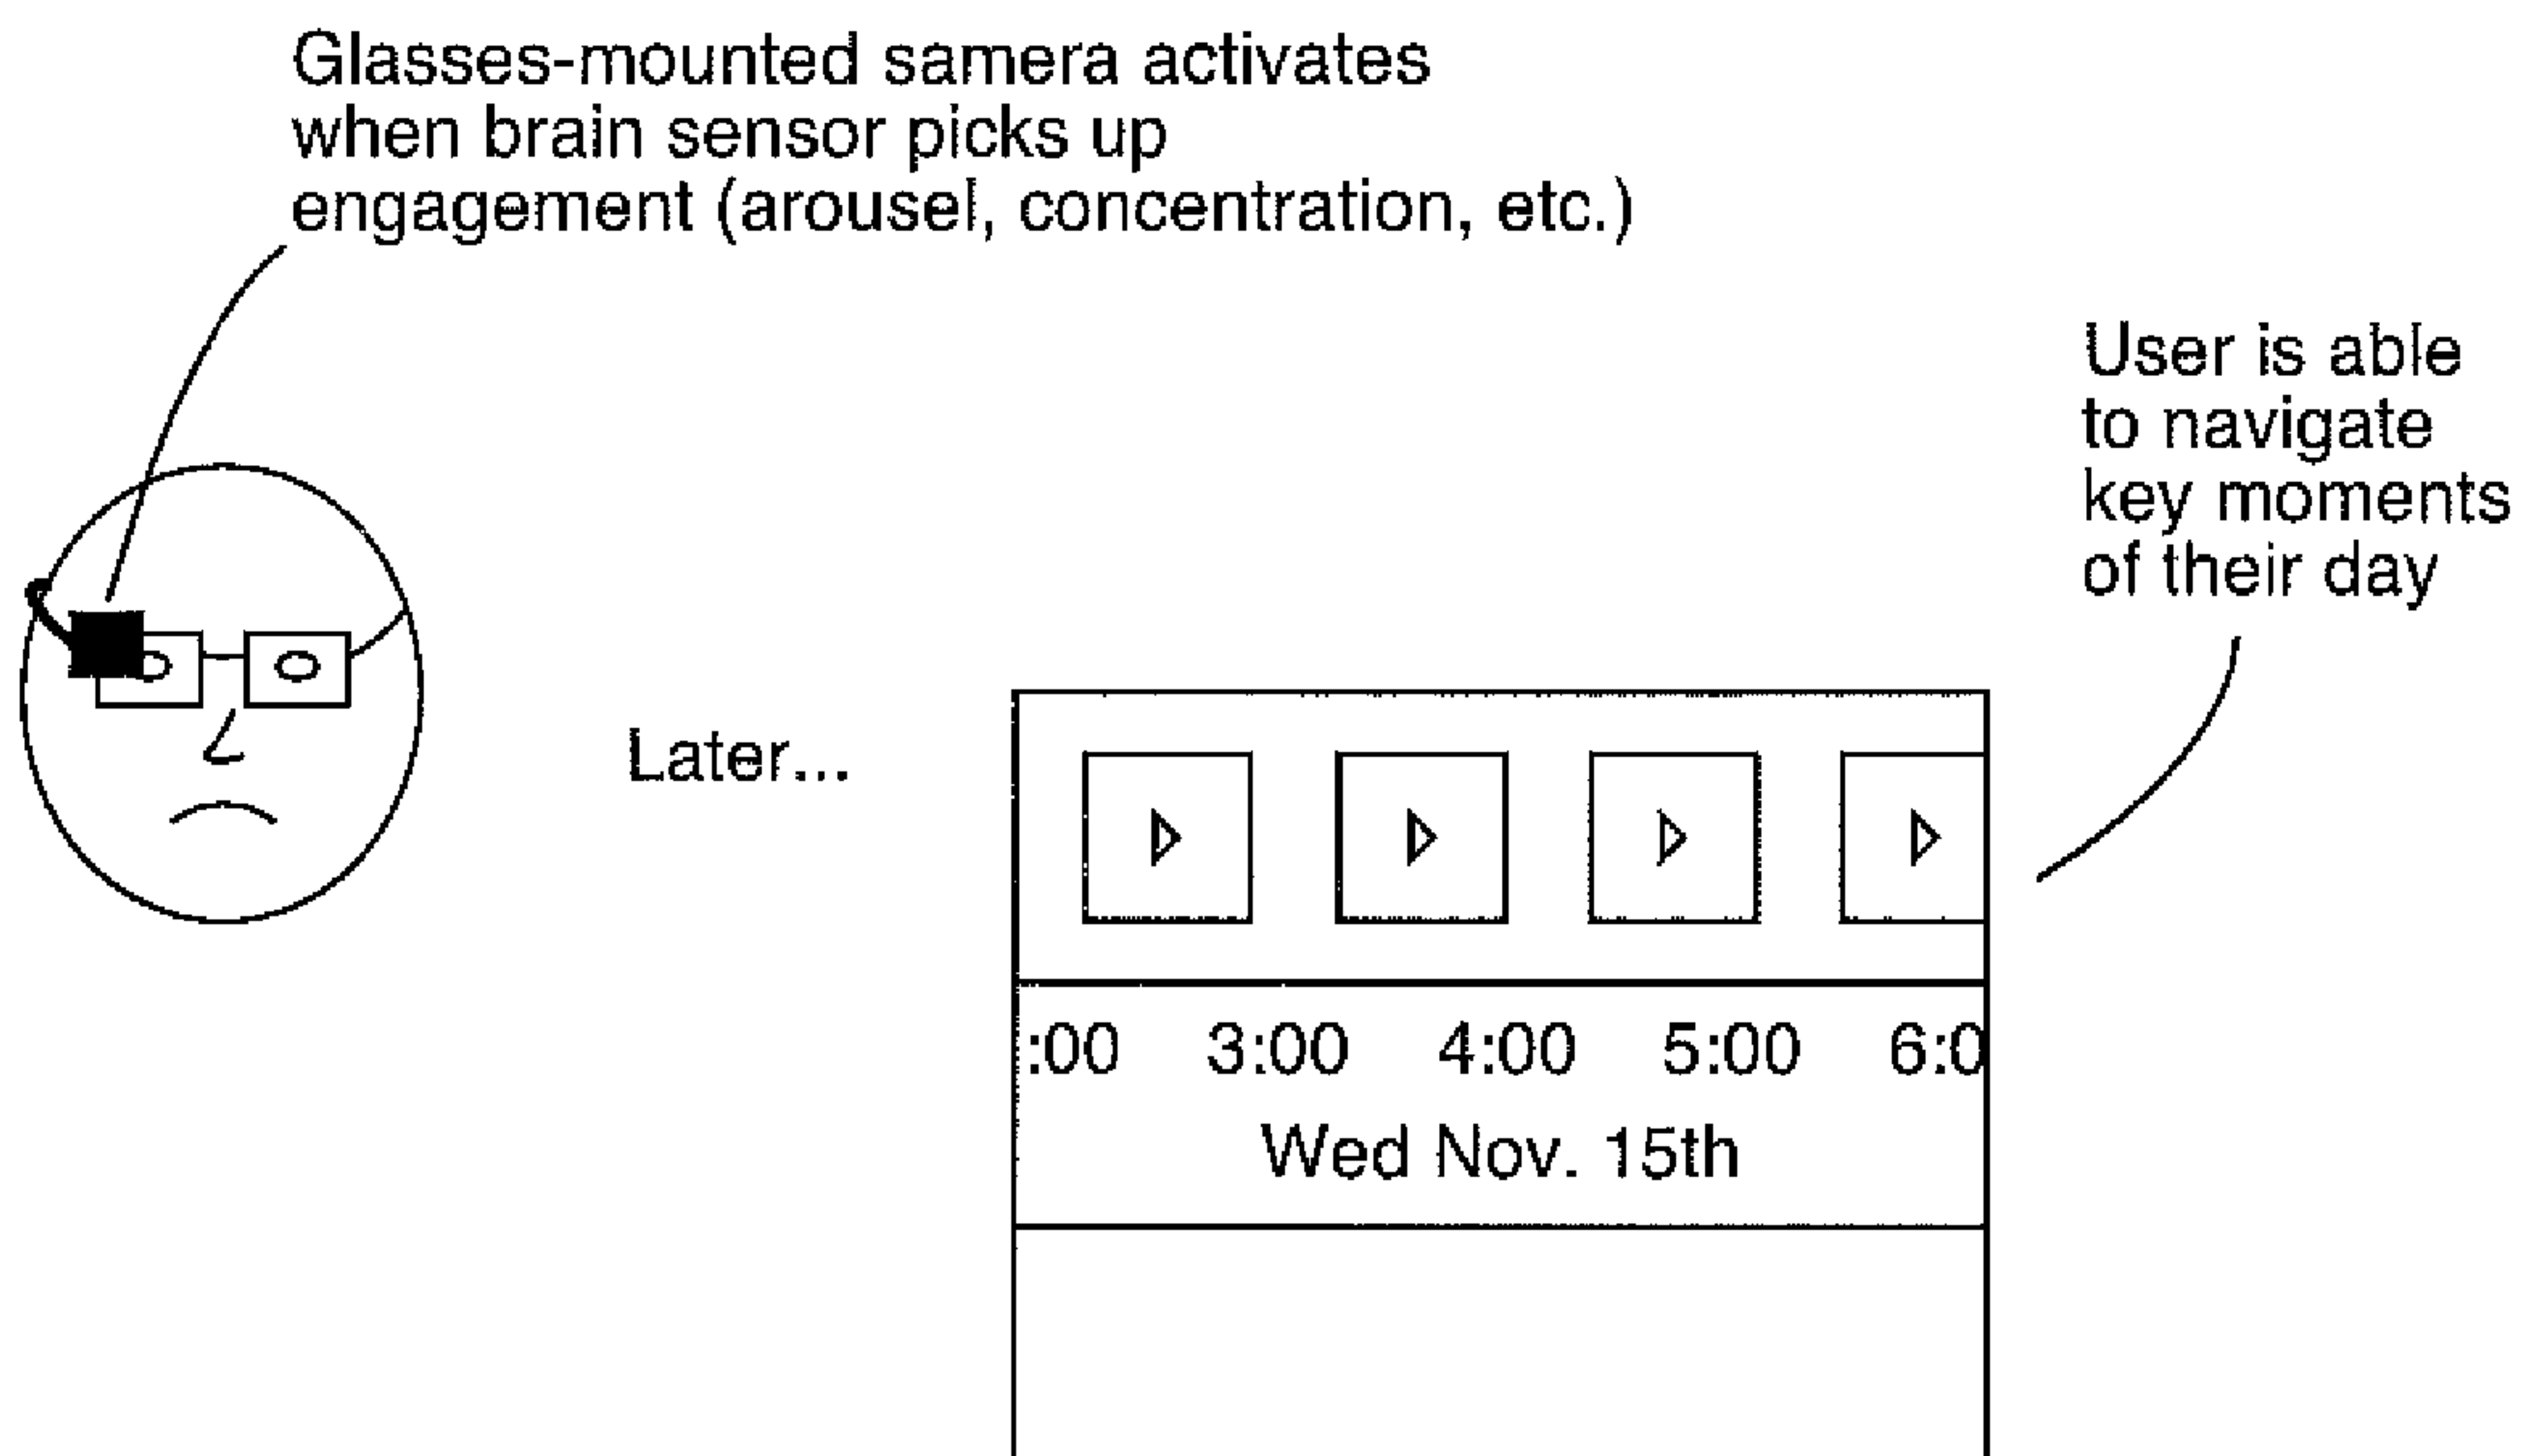 Glasses-mounted samera activates
when brain sensor picks up
engagement (arousel, concentration, etc.)
User is able
to navigate
key moments
of their day
Later...
:00 3:00 4:00 5:00 6:0
Wed Nov. 15th